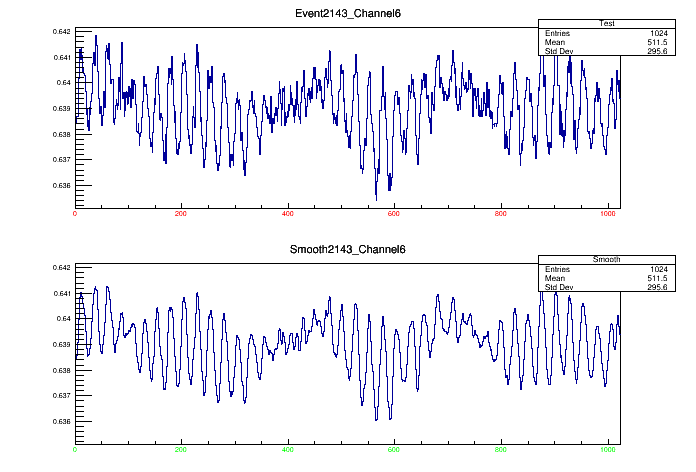 Event2143_Channel6
Test
Entries 1024
Mean 511.5
Std Dev 295.6
0.642
0.641
0.64
0.639
0.638
0.637
0.636
0 200 400 600 800 1000
Smooth2143_Channel6
Smooth
Entries 1024
Mean 511.5
Std Dev 295.6
0.642
0.641
0.64
0.639
0.638
0.637
0.636
0 200 400 600 800 1000